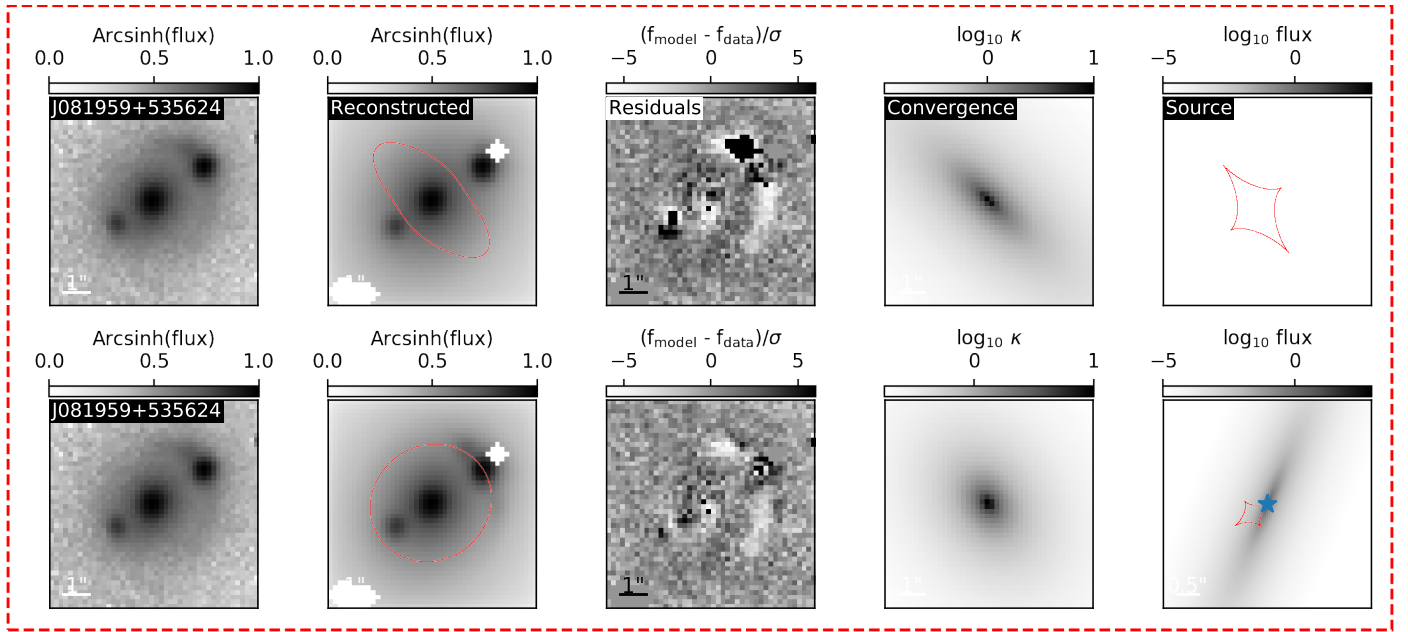 Arcsinh(flux) Arcsinh(flux) (f_model - f_data)/σ log₁₀ κ log₁₀ flux
0.0 0.5 1.0 0.0 0.5 1.0 −5 0 5 0 1 −5 0
J081959+535624 Reconstructed Residuals Convergence Source
1" 1" 1" 1"
Arcsinh(flux) Arcsinh(flux) (f_model - f_data)/σ log₁₀ κ log₁₀ flux
0.0 0.5 1.0 0.0 0.5 1.0 −5 0 5 0 1 −5 0
J081959+535624
1" 1" 1" 1" 0.5"